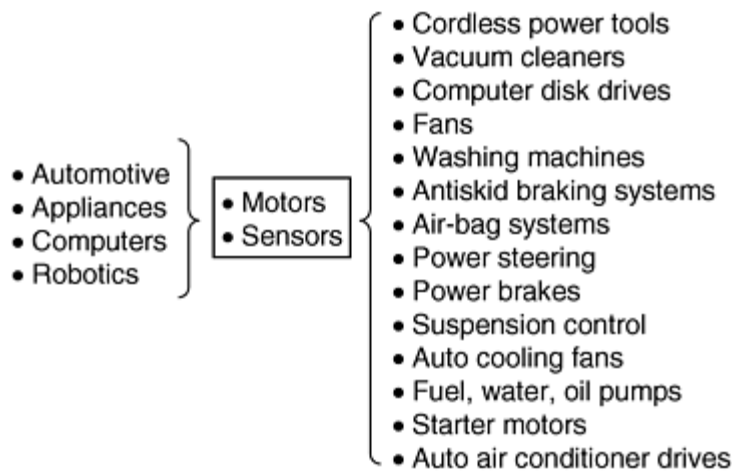 • Automotive
• Appliances
• Computers
• Robotics
• Motors
• Sensors
• Cordless power tools
• Vacuum cleaners
• Computer disk drives
• Fans
• Washing machines
• Antiskid braking systems
• Air-bag systems
• Power steering
• Power brakes
• Suspension control
• Auto cooling fans
• Fuel, water, oil pumps
• Starter motors
• Auto air conditioner drives